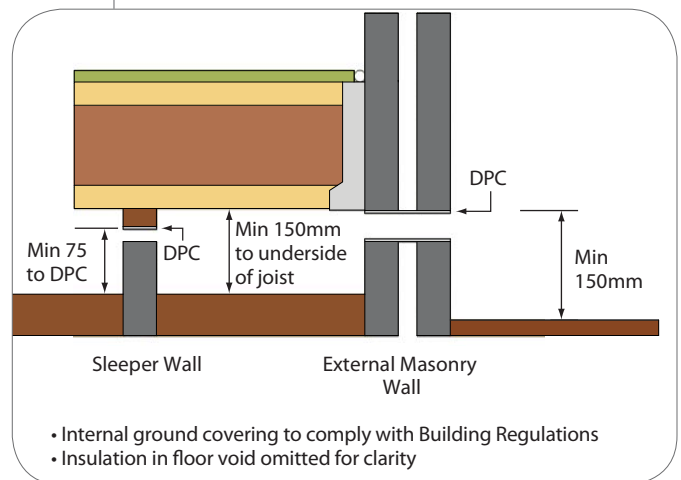 DPC
Min 75
to DPC
DPC
Min 150mm
to underside
of joist
Min
150mm
Sleeper Wall
External Masonry
Wall
• Internal ground covering to comply with Building Regulations
• Insulation in floor void omitted for clarity